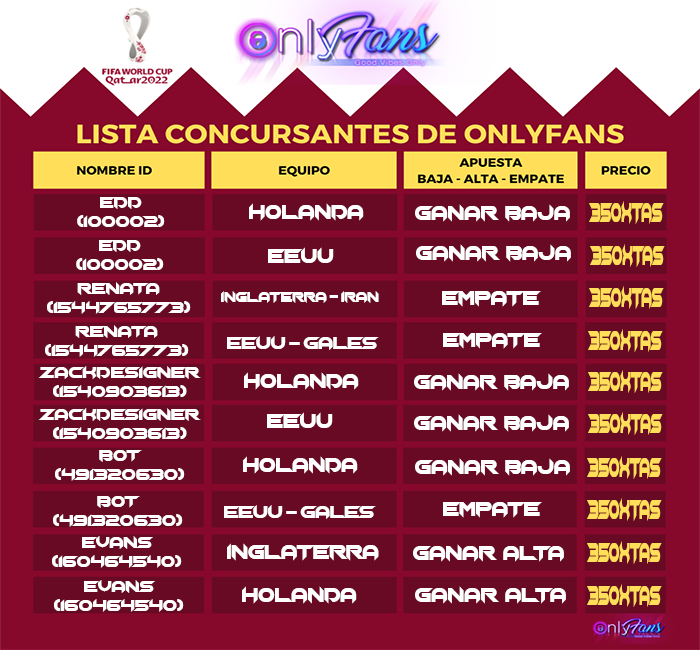 FIFA WORLD CUP
Qatar2022
OnlyFans
Good Vibes Only
LISTA CONCURSANTES DE ONLYFANS
NOMBRE ID EQUIPO APUESTA BAJA - ALTA - EMPATE PRECIO
EDD (100002) HOLANDA GANAR BAJA 350XTAS
EDD (100002) EEUU GANAR BAJA 350XTAS
RENATA (1544765773) INGLATERRA - IRAN EMPATE 350XTAS
RENATA (1544765773) EEUU - GALES EMPATE 350XTAS
ZACKDESIGNER (1540903613) HOLANDA GANAR BAJA 350XTAS
ZACKDESIGNER (1540903613) EEUU GANAR BAJA 350XTAS
BOT (491320630) HOLANDA GANAR BAJA 350XTAS
BOT (491320630) EEUU - GALES EMPATE 350XTAS
EVANS (160464540) INGLATERRA GANAR ALTA 350XTAS
EVANS (160464540) HOLANDA GANAR ALTA 350XTAS
OnlyFans